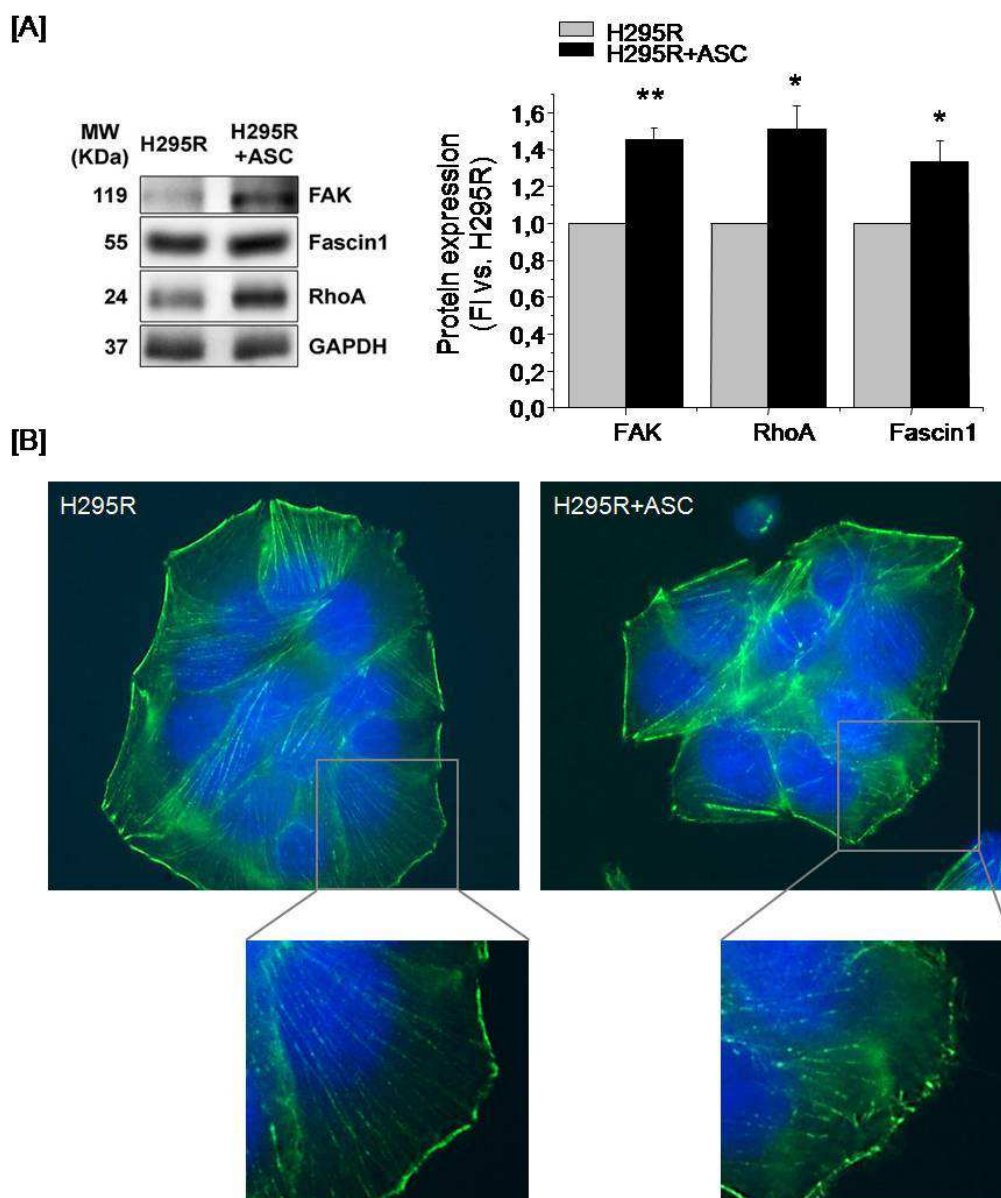 [A]
MW
(KDa)
H295R
H295R
+ASC
119
FAK
55
Fascin1
24
RhoA
37
GAPDH
H295R
H295R+ASC
Protein expression
(FI vs. H295R)
1,6
1,4
1,2
1,0
0,8
0,6
0,4
0,2
0,0
**
*
*
FAK
RhoA
Fascin1
[B]
H295R
H295R+ASC